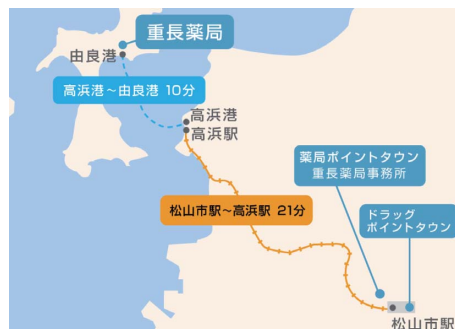 重長薬局
由良港
高浜港～由良港 10分
高浜港
高浜駅
薬局ポイントタウン
重長薬局事務所
松山市駅～高浜駅 21分
ドラッグ
ポイントタウン
松山市駅